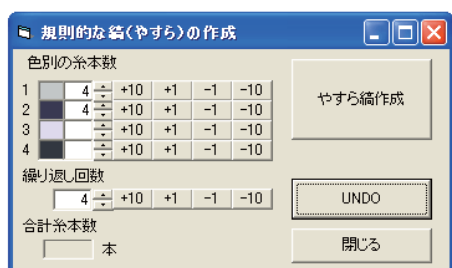 規則的な縞(やすら)の作成
色別の糸本数
1 4 +10 +1 -1 -10
2 4 +10 +1 -1 -10
3 +10 +1 -1 -10
4 +10 +1 -1 -10
やすら縞作成
繰り返し回数
4 +10 +1 -1 -10
UNDO
合計糸本数
本
閉じる